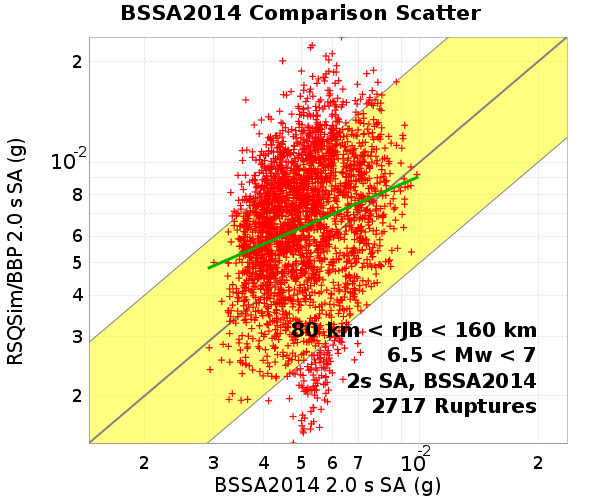 BSSA2014 Comparison Scatter
RSQSim/BBP 2.0 s SA (g)
2
10-2
8
6
5
4
3
2
80 km < rJB < 160 km
6.5 < Mw < 7
2s SA, BSSA2014
2717 Ruptures
2 3 4 5 6 7 10-2 2
BSSA2014 2.0 s SA (g)